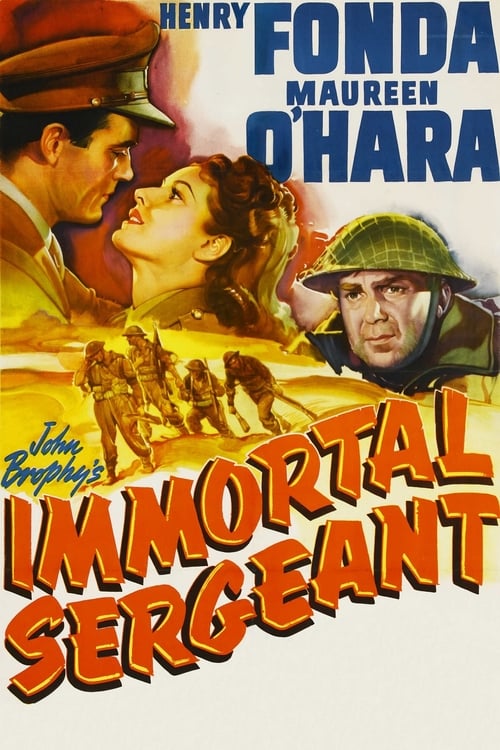 HENRY
FONDA
MAUREEN
O'HARA
John
Brophy's
IMMORTAL
SERGEANT